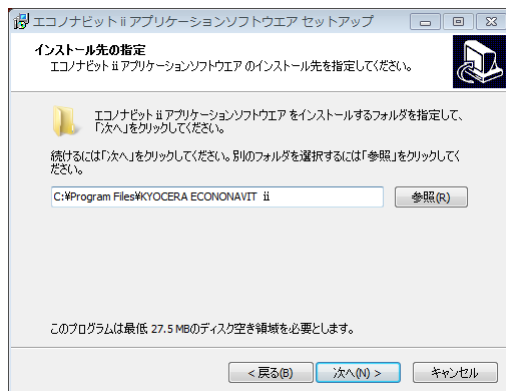 エコノナビットⅱアプリケーションソフトウエア セットアップ
インストール先の指定
エコノナビットⅱアプリケーションソフトウエア のインストール先を指定してください。
エコノナビットⅱアプリケーションソフトウエア をインストールするフォルダを指定して、
「次へ」をクリックしてください。
続けるには「次へ」をクリックしてください。別のフォルダを選択するには「参照」をクリックしてく
ださい。
C:¥Program Files¥KYOCERA ECONONAVIT ⅱ
参照(R)
このプログラムは最低 27.5 MBのディスク空き領域を必要とします。
< 戻る(B)
次へ(N) >
キャンセル